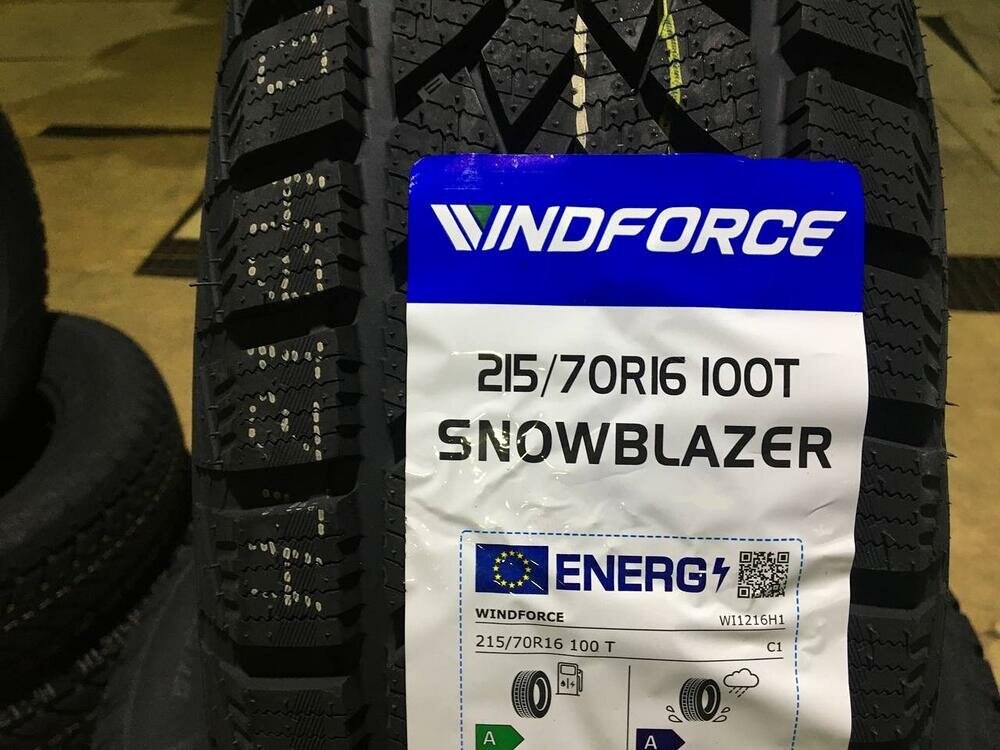 WINDFORCE
215/70R16 100T
SNOWBLAZER
ENERG
WINDFORCE
WI1216H1
215/70R16 100 T
C1
A
A